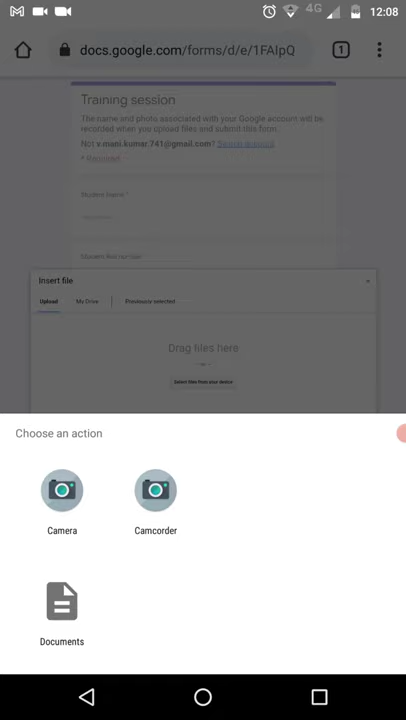 4G
12:08
docs.google.com/forms/d/e/1FAIpQ
1
Training session
The name and photo associated with your Google account will be
recorded when you upload files and submit this form.
Not v.mani.kumar.741@gmail.com? Switch account
* Required
Student Name *
Insert file
Upload
My Drive
Previously selected
Drag files here
Select files from your device
Choose an action
Camera
Camcorder
Documents